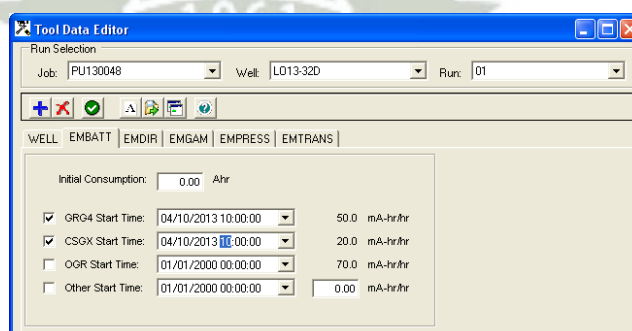 Tool Data Editor
Run Selection
Job: PU130048 Well: LO13-32D Run: 01
A
WELL EMBATT EMDIR EMGAM EMPRESS EMTRANS
Initial Consumption: 0.00 Ahr
GRG4 Start Time: 04/10/2013 10:00:00 50.0 mA-hr/hr
CSGX Start Time: 04/10/2013 10:00:00 20.0 mA-hr/hr
OGR Start Time: 01/01/2000 00:00:00 70.0 mA-hr/hr
Other Start Time: 01/01/2000 00:00:00 0.00 mA-hr/hr